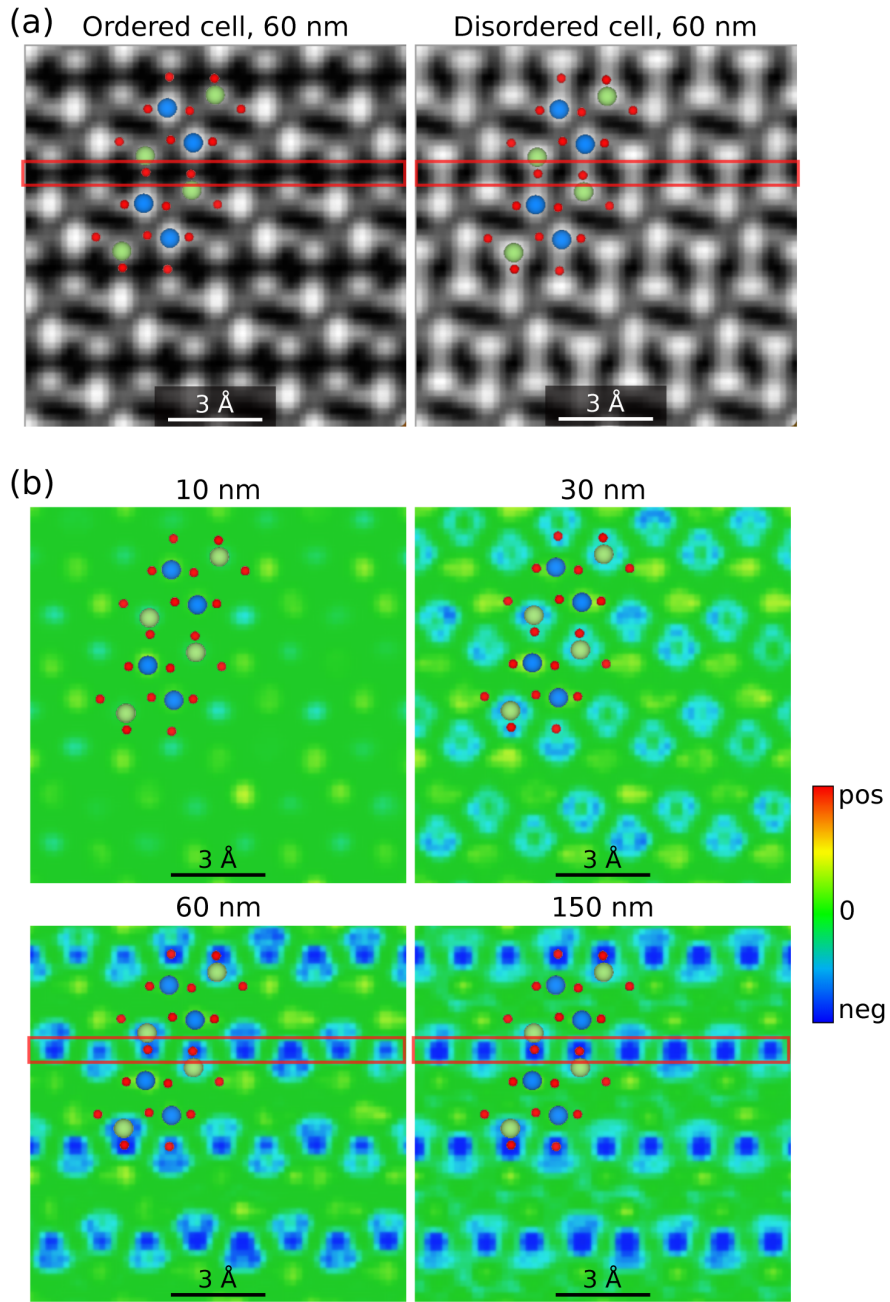 (a)
Ordered cell, 60 nm
Disordered cell, 60 nm
3 Å
3 Å
(b)
10 nm
30 nm
3 Å
3 Å
pos
0
neg
60 nm
150 nm
3 Å
3 Å